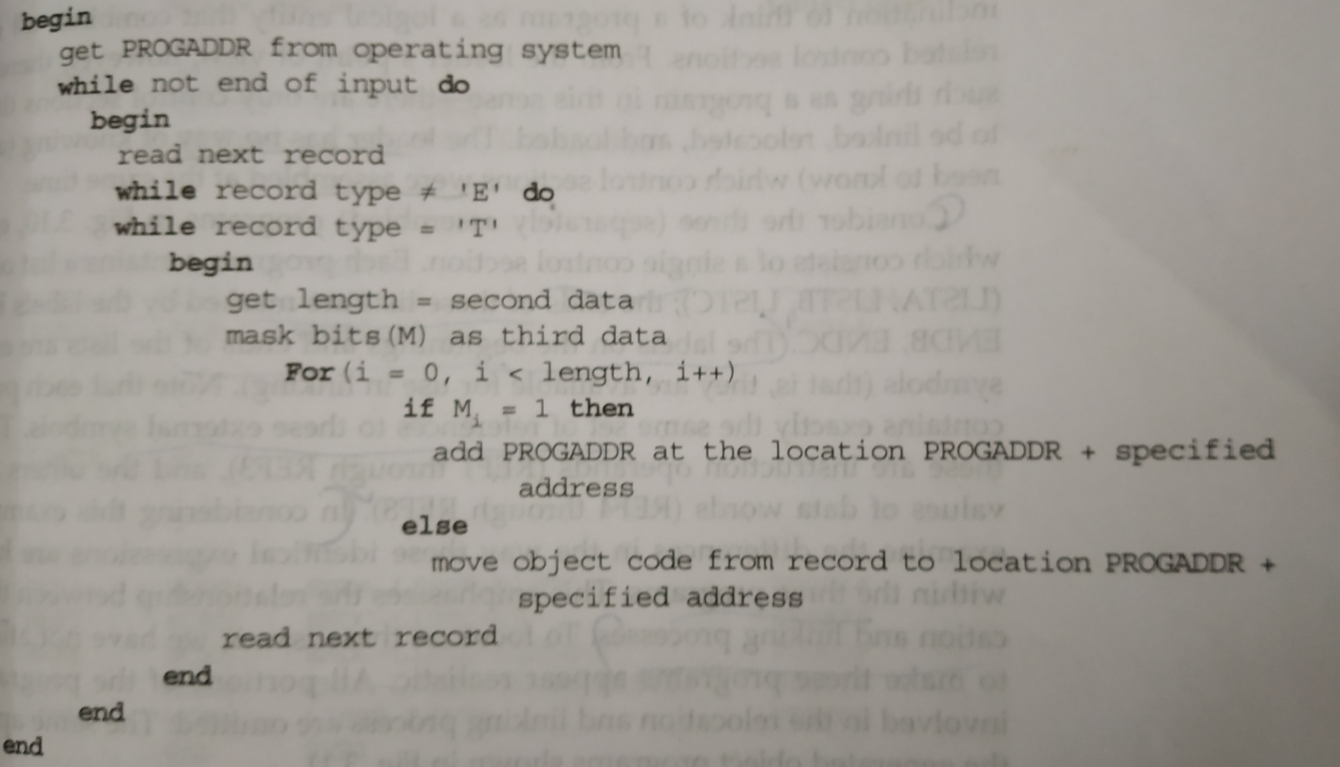 begin
get PROGADDR from operating system
while not end of input do
begin
read next record
while record type ≠ 'E' do
while record type = 'T'
begin
get length = second data
mask bits(M) as third data
For(i = 0, i < length, i++)
if Mi = 1 then
add PROGADDR at the location PROGADDR + specified
address
else
move object code from record to location PROGADDR +
specified address
read next record
end
end
end